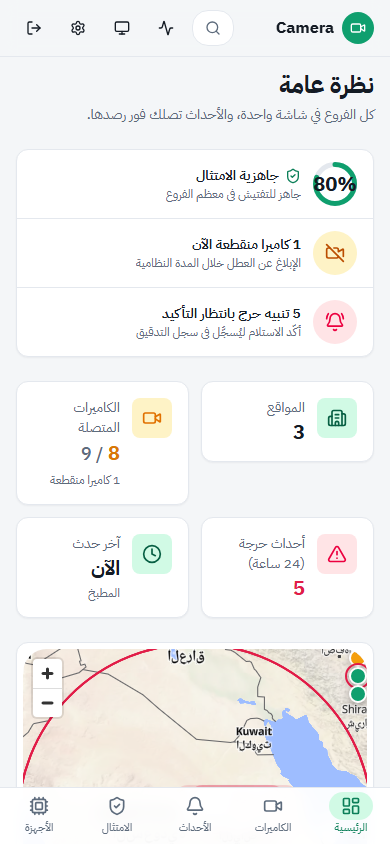 Camera
نظرة عامة
كل الفروع في شاشة واحدة، والأحداث تصلك فور رصدها.
80%
جاهزية الامتثال
جاهز للتفتيش في معظم الفروع
1 كاميرا منقطعة الآن
الإبلاغ عن العطل خلال المدة النظامية
5 تنبيه حرج بانتظار التأكيد
أكّد الاستلام ليُسجَّل في سجل التدقيق
المواقع
3
الكاميرات
المتصلة
8 / 9
1 كاميرا منقطعة
أحداث حرجة
(24 ساعة)
5
آخر حدث
الآن
المطبخ
+
−
Shira
Kuwait
الرئيسية
الكاميرات
الأحداث
الامتثال
الأجهزة